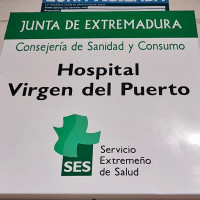 JUNTA DE EXTREMADURA
Consejería de Sanidad y Consumo
Hospital
Virgen del Puerto
SES
Servicio
Extremeño
de Salud